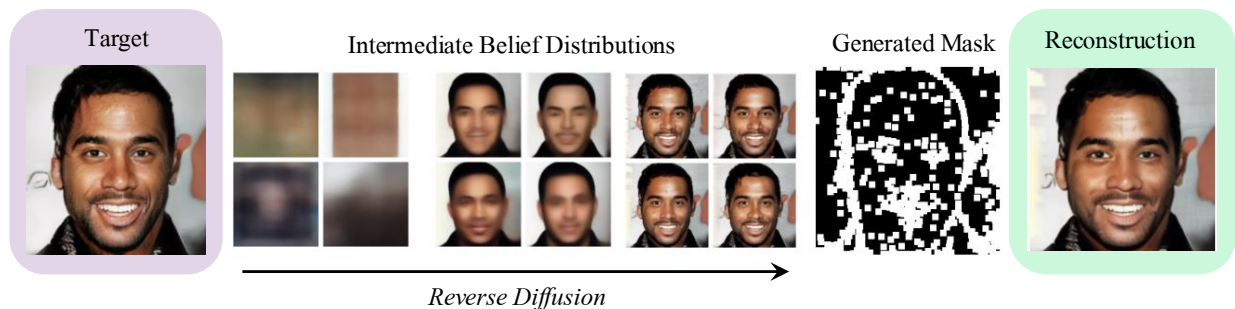 Target
Intermediate Belief Distributions
Generated Mask
Reconstruction
Reverse Diffusion